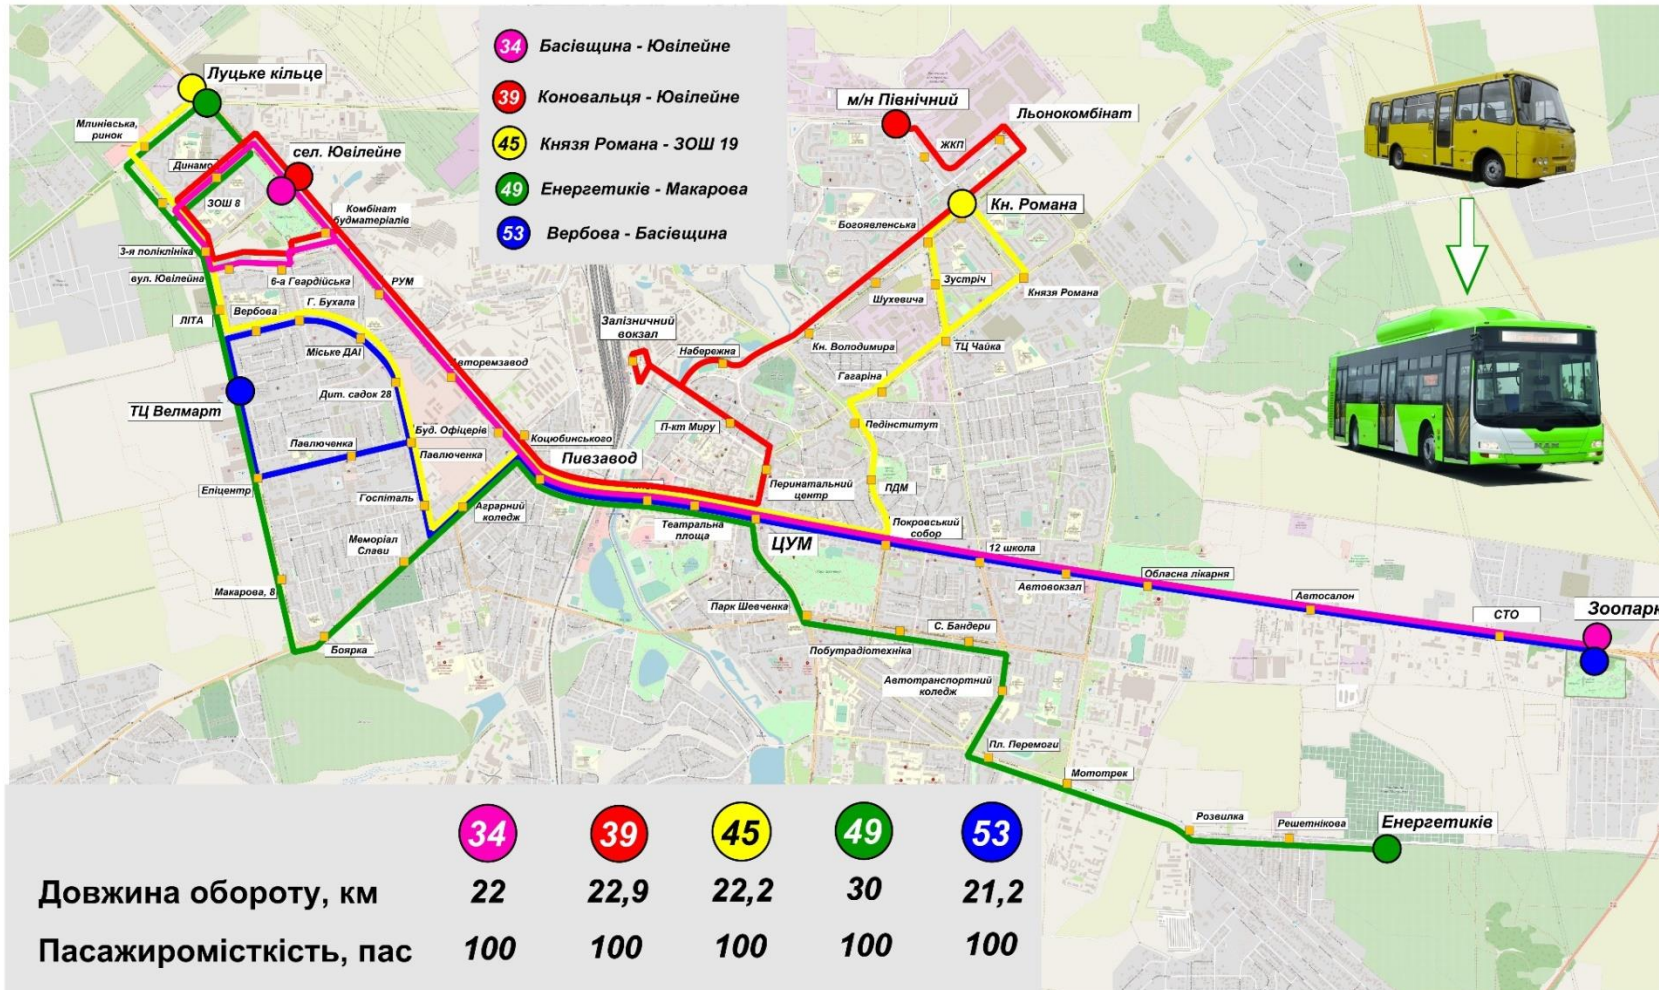 34 Басівщина - Ювілейне
39 Коновальця - Ювілейне
45 Князя Романа - ЗОШ 19
49 Енергетиків - Макарова
53 Вербова - Басівщина
Луцьке кільце
Млинівська,
ринок
Динамо
сел. Ювілейне
ЗОШ 8
Комбінат
будматеріалів
3-я поліклініка
вул. Ювілейна
6-а Гвардійська
РУМ
ЛІТА
Вербова
Г. Бухала
Міське ДАІ
Авторемзавод
ТЦ Велмарт
Дит. садок 28
Буд. Офіцерів
Павлюченка
Павлюченка
Коцюбинського
Пивзавод
Епіцентр
Госпіталь
Аграрний
коледж
Меморіал
Слави
Макарова, 8
Боярка
м/н Північний
Льонокомбінат
ЖКП
Кн. Романа
Богоявленська
Зустріч
Князя Романа
Шухевича
Залізничний
вокзал
Набережна
Кн. Володимира
ТЦ Чайка
Гагаріна
П-кт Миру
Педінститут
Перинатальний
центр
ПДМ
Театральна
площа
ЦУМ
Покровський
собор
12 школа
Автовокзал
Обласна лікарня
Автосалон
СТО
Зоопарк
Парк Шевченка
С. Бандери
Побутрадіотехніка
Автотранспортний
коледж
Пл. Перемоги
Мототрек
Розвилка
Решетнікова
Енергетиків
34 39 45 49 53
Довжина обороту, км 22 22,9 22,2 30 21,2
Пасажиромісткість, пас 100 100 100 100 100